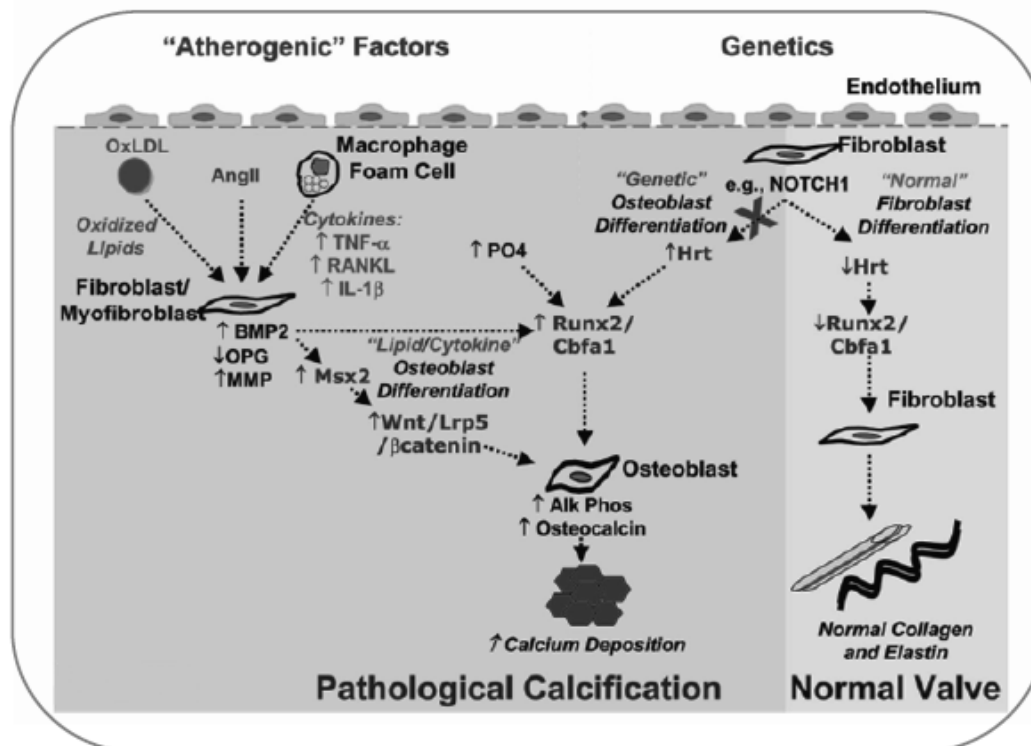 “Atherogenic” Factors
Genetics
Endothelium
OxLDL
AngII
Macrophage
Foam Cell
Oxidized
Lipids
Cytokines:
↑ TNF-α
↑ RANKL
↑ IL-1β
Fibroblast/
Myofibroblast
↑ BMP2
↓OPG
↑MMP
↑ Msx2
“Lipid/Cytokine”
Osteoblast
Differentiation
↑Wnt/Lrp5
/βcatenin
↑ PO4
“Genetic”
Osteoblast
Differentiation
Fibroblast
e.g., NOTCH1
“Normal”
Fibroblast
Differentiation
↑Hrt
↓Hrt
↑ Runx2/
Cbfa1
↓Runx2/
Cbfa1
Fibroblast
Osteoblast
↑ Alk Phos
↑ Osteocalcin
↑Calcium Deposition
Normal Collagen
and Elastin
Pathological Calcification
Normal Valve